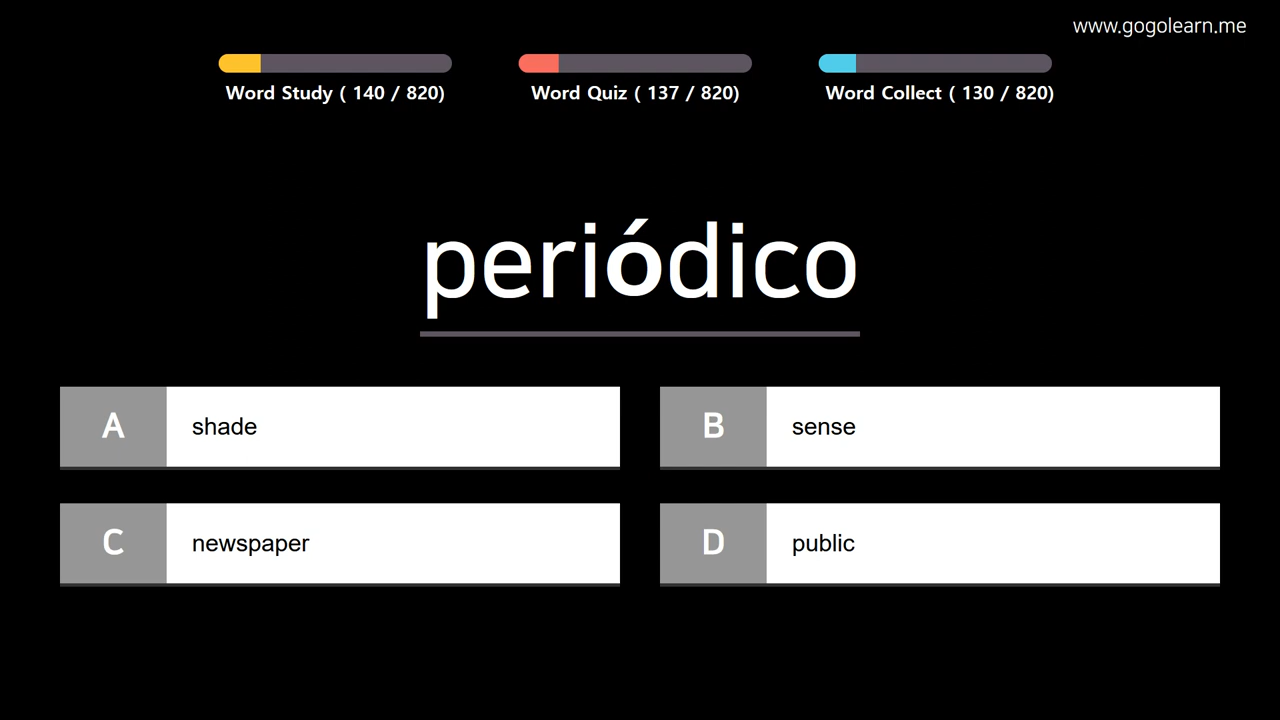 www.gogolearn.me
Word Study ( 140 / 820)
Word Quiz ( 137 / 820)
Word Collect ( 130 / 820)
periódico
A shade
B sense
C newspaper
D public